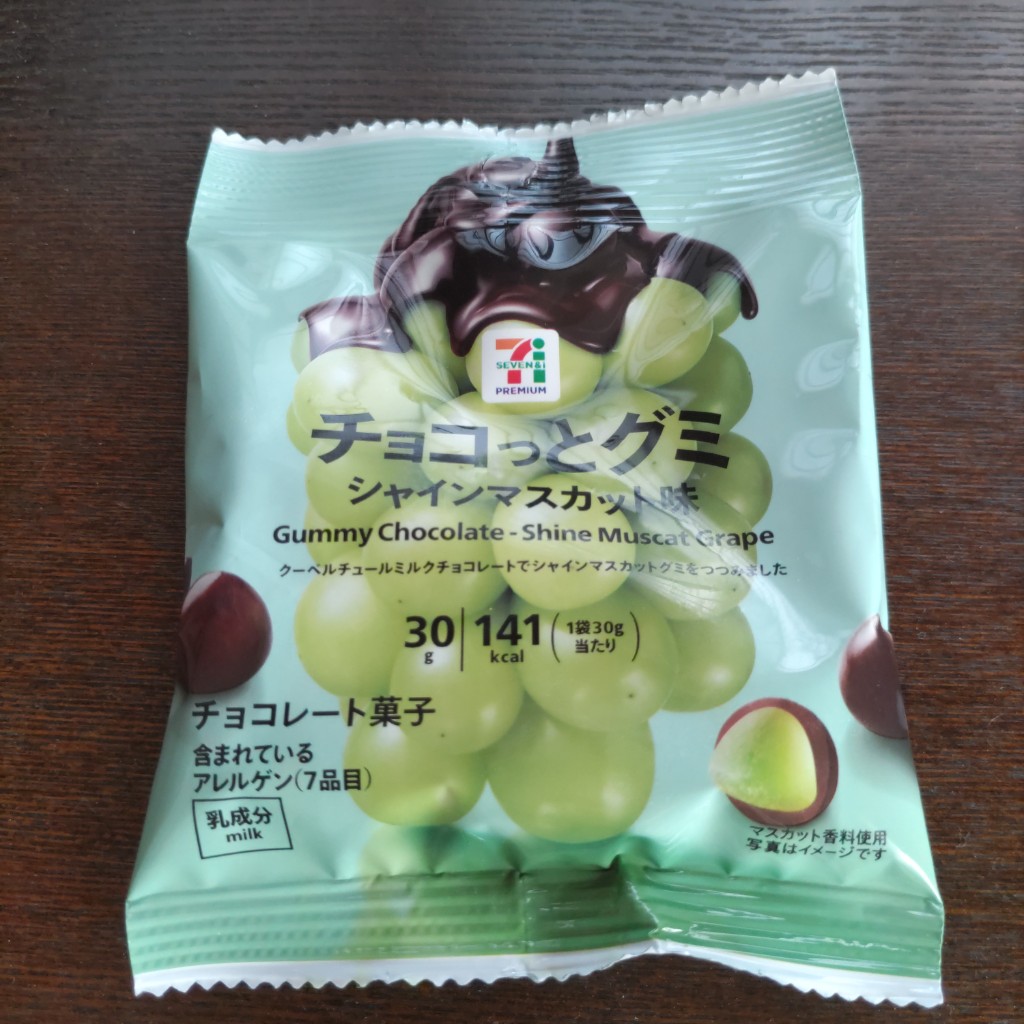 SEVEN&i
PREMIUM
チョコっとグミ
シャインマスカット味
Gummy Chocolate - Shine Muscat Grape
クーベルチュールミルクチョコレートでシャインマスカットグミをつつみました
30g 141kcal (1袋30g当たり)
チョコレート菓子
含まれている
アレルゲン(7品目)
乳成分
milk
マスカット香料使用
写真はイメージです